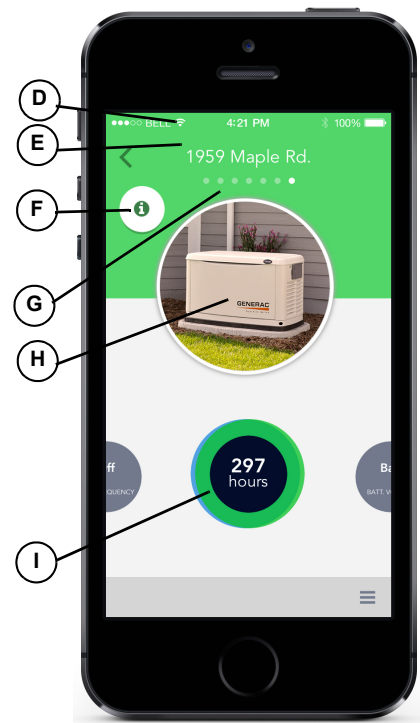 D
BELL 4:21 PM 100%
E
1959 Maple Rd.
F
i
G
GENERAC
H
ff
QUENCY
297
hours
Ba
BATT. V
I